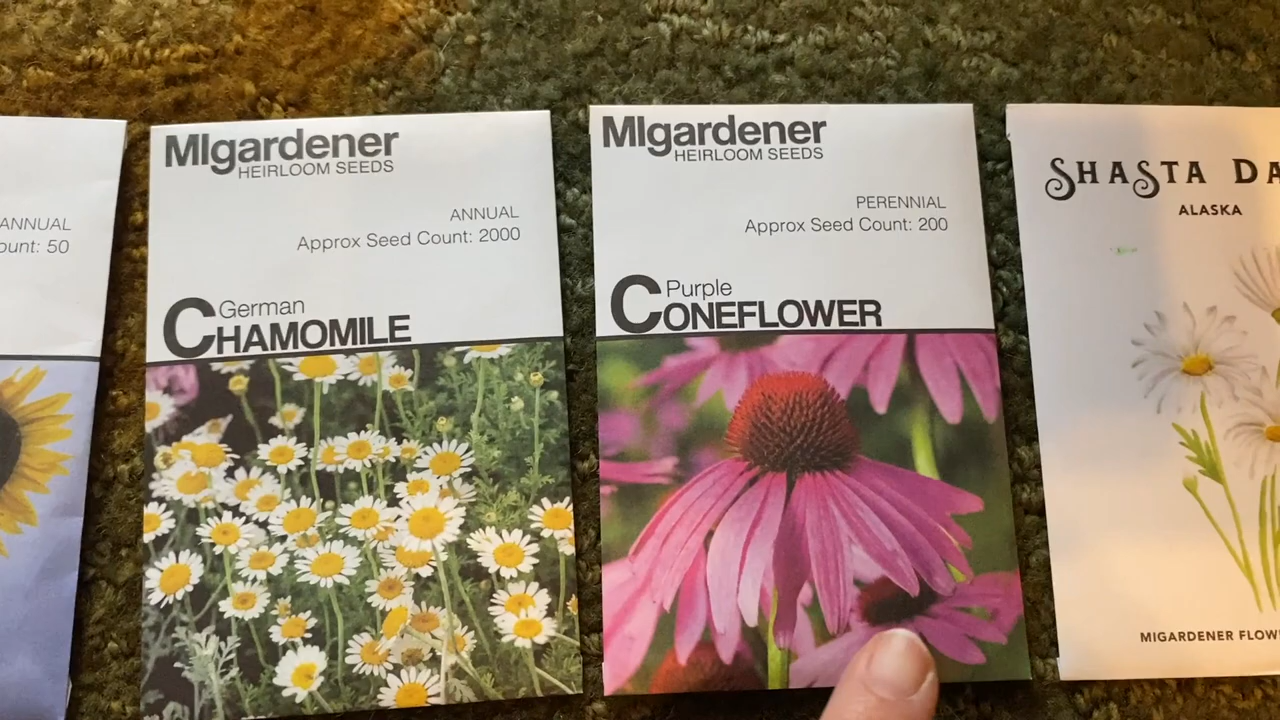 ANNUAL
ount: 50
MIgardener
HEIRLOOM SEEDS
ANNUAL
Approx Seed Count: 2000
German
CHAMOMILE
MIgardener
HEIRLOOM SEEDS
PERENNIAL
Approx Seed Count: 200
Purple
CONEFLOWER
SHASTA DA
ALASKA
MIGARDENER FLOW